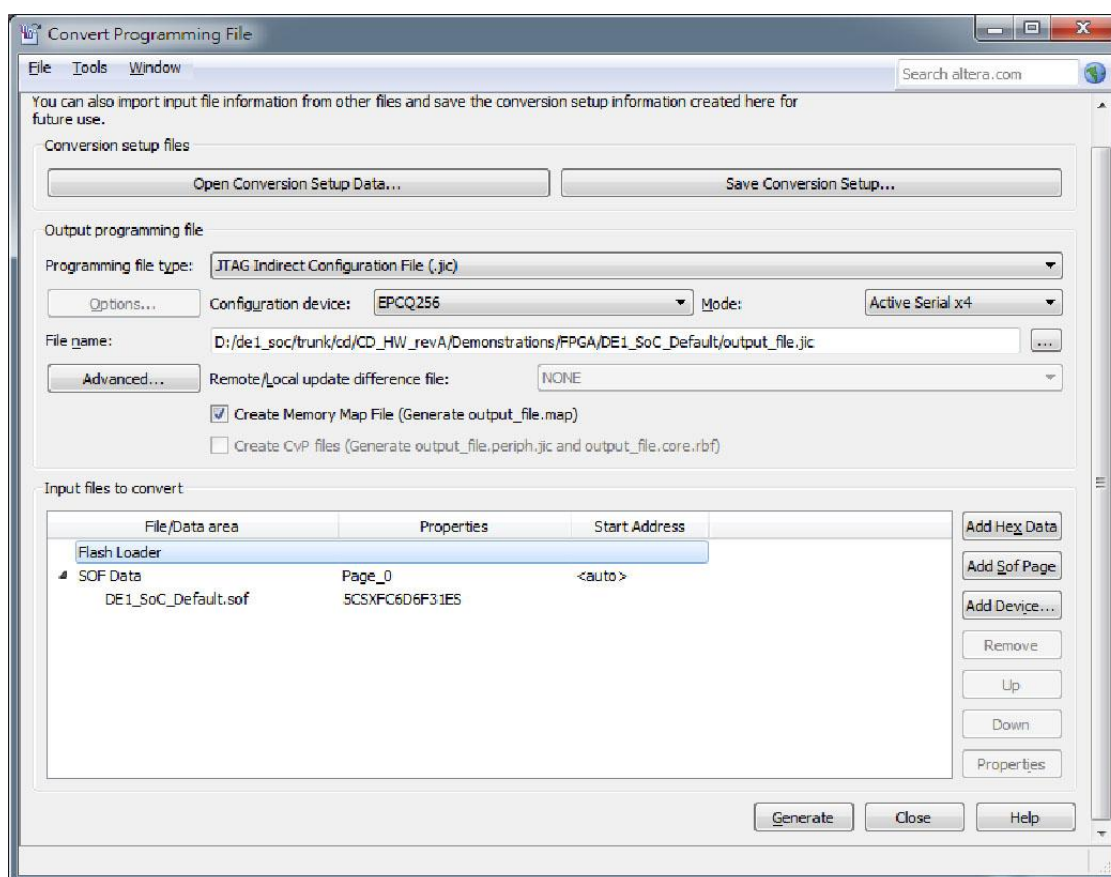 Convert Programming File
File Tools Window
Search altera.com
You can also import input file information from other files and save the conversion setup information created here for
future use.
Conversion setup files
Open Conversion Setup Data...
Save Conversion Setup...
Output programming file
Programming file type: JTAG Indirect Configuration File (.jic)
Options... Configuration device: EPCQ256 Mode: Active Serial x4
File name: D:/de1_soc/trunk/cd/CD_HW_revA/Demonstrations/FPGA/DE1_SoC_Default/output_file.jic ...
Advanced... Remote/Local update difference file: NONE
Create Memory Map File (Generate output_file.map)
Create CvP files (Generate output_file.periph.jic and output_file.core.rbf)
Input files to convert
File/Data area Properties Start Address
Flash Loader
SOF Data Page_0 <auto>
DE1_SoC_Default.sof 5CSXFC6D6F31ES
Add Hex Data
Add Sof Page
Add Device...
Remove
Up
Down
Properties
Generate Close Help